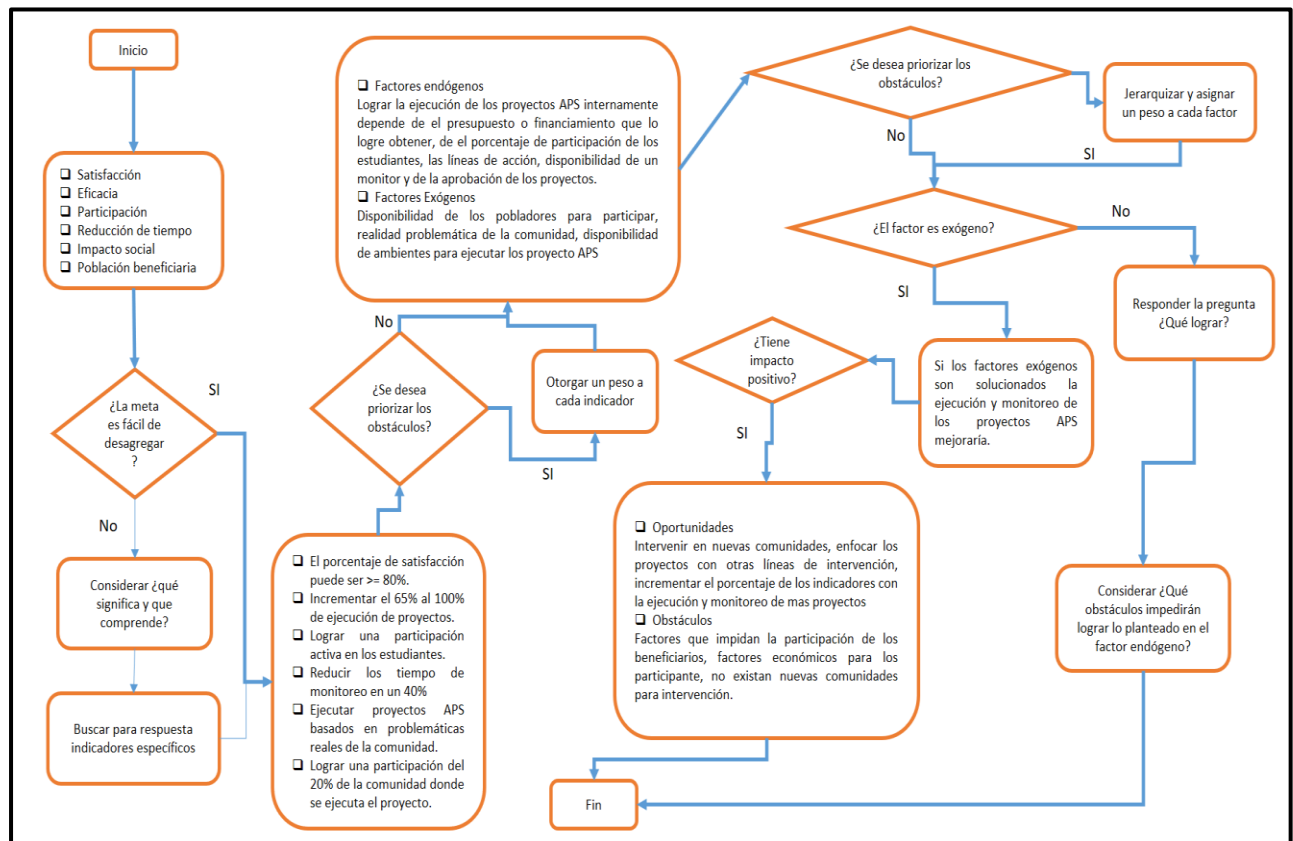 Inicio
❑ Satisfacción
❑ Eficacia
❑ Participación
❑ Reducción de tiempo
❑ Impacto social
❑ Población beneficiaria
¿La meta
es fácil de
desagregar
?
SI
No
Considerar ¿qué
significa y que
comprende?
Buscar para respuesta
indicadores específicos
❑ El porcentaje de satisfacción
puede ser >= 80%.
❑ Incrementar el 65% al 100%
de ejecución de proyectos.
❑ Lograr una participación
activa en los estudiantes.
❑ Reducir los tiempo de
monitoreo en un 40%
❑ Ejecutar proyectos APS
basados en problemáticas
reales de la comunidad.
❑ Lograr una participación del
20% de la comunidad donde
se ejecuta el proyecto.
¿Se desea
priorizar los
obstáculos?
No
SI
Otorgar un peso a
cada indicador
❑ Factores endógenos
Lograr la ejecución de los proyectos APS internamente
depende de el presupuesto o financiamiento que lo
logre obtener, de el porcentaje de participación de los
estudiantes, las líneas de acción, disponibilidad de un
monitor y de la aprobación de los proyectos.
❑ Factores Exógenos
Disponibilidad de los pobladores para participar,
realidad problemática de la comunidad, disponibilidad
de ambientes para ejecutar los proyecto APS
¿Se desea priorizar los
obstáculos?
No
SI
Jerarquizar y asignar
un peso a cada factor
¿El factor es exógeno?
No
SI
Responder la pregunta
¿Qué lograr?
Si los factores exógenos
son solucionados la
ejecución y monitoreo de
los proyectos APS
mejoraría.
¿Tiene
impacto
positivo?
SI
❑ Oportunidades
Intervenir en nuevas comunidades, enfocar los
proyectos con otras líneas de intervención,
incrementar el porcentaje de los indicadores con
la ejecución y monitoreo de mas proyectos
❑ Obstáculos
Factores que impidan la participación de los
beneficiarios, factores económicos para los
participante, no existan nuevas comunidades
para intervención.
Considerar ¿Qué
obstáculos impedirán
lograr lo planteado en el
factor endógeno?
Fin